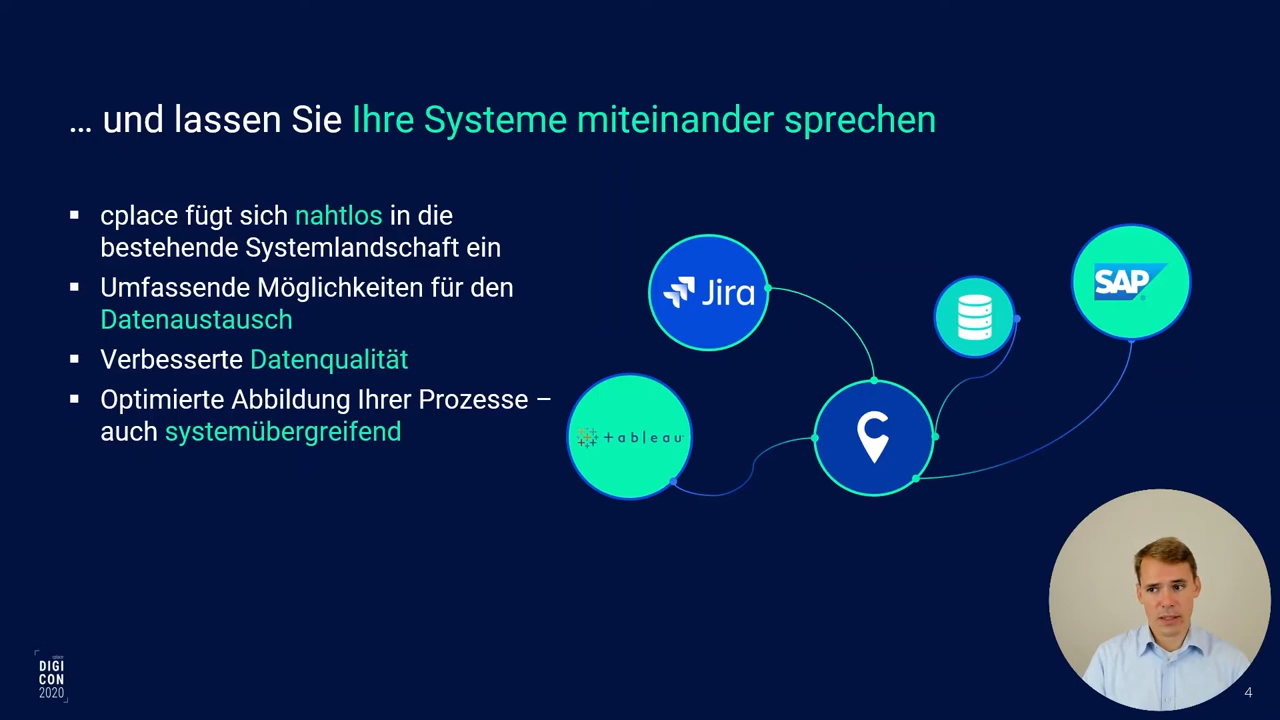 … und lassen Sie Ihre Systeme miteinander sprechen
▪ cplace fügt sich nahtlos in die
bestehende Systemlandschaft ein
▪ Umfassende Möglichkeiten für den
Datenaustausch
▪ Verbesserte Datenqualität
▪ Optimierte Abbildung Ihrer Prozesse –
auch systemübergreifend
Jira
SAP
tableau
C
DIGI
CON
2020
4